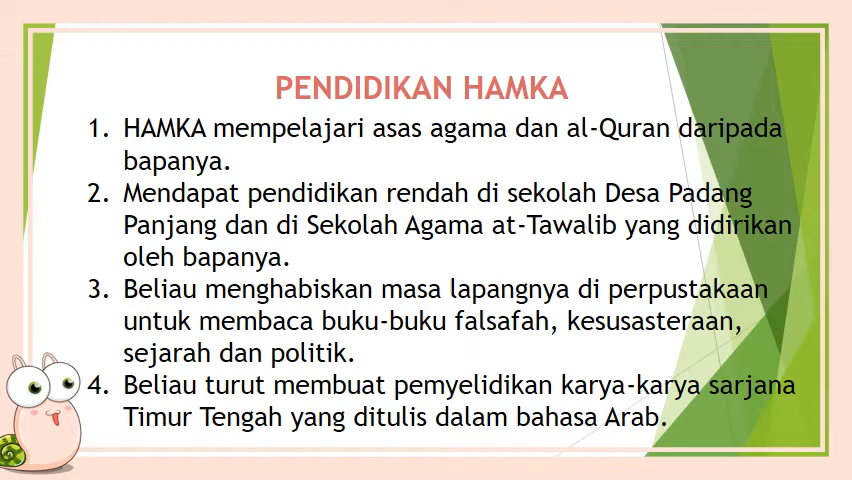 PENDIDIKAN HAMKA
1. HAMKA mempelajari asas agama dan al-Quran daripada
bapanya.
2. Mendapat pendidikan rendah di sekolah Desa Padang
Panjang dan di Sekolah Agama at-Tawalib yang didirikan
oleh bapanya.
3. Beliau menghabiskan masa lapangnya di perpustakaan
untuk membaca buku-buku falsafah, kesusasteraan,
sejarah dan politik.
4. Beliau turut membuat pemyelidikan karya-karya sarjana
Timur Tengah yang ditulis dalam bahasa Arab.